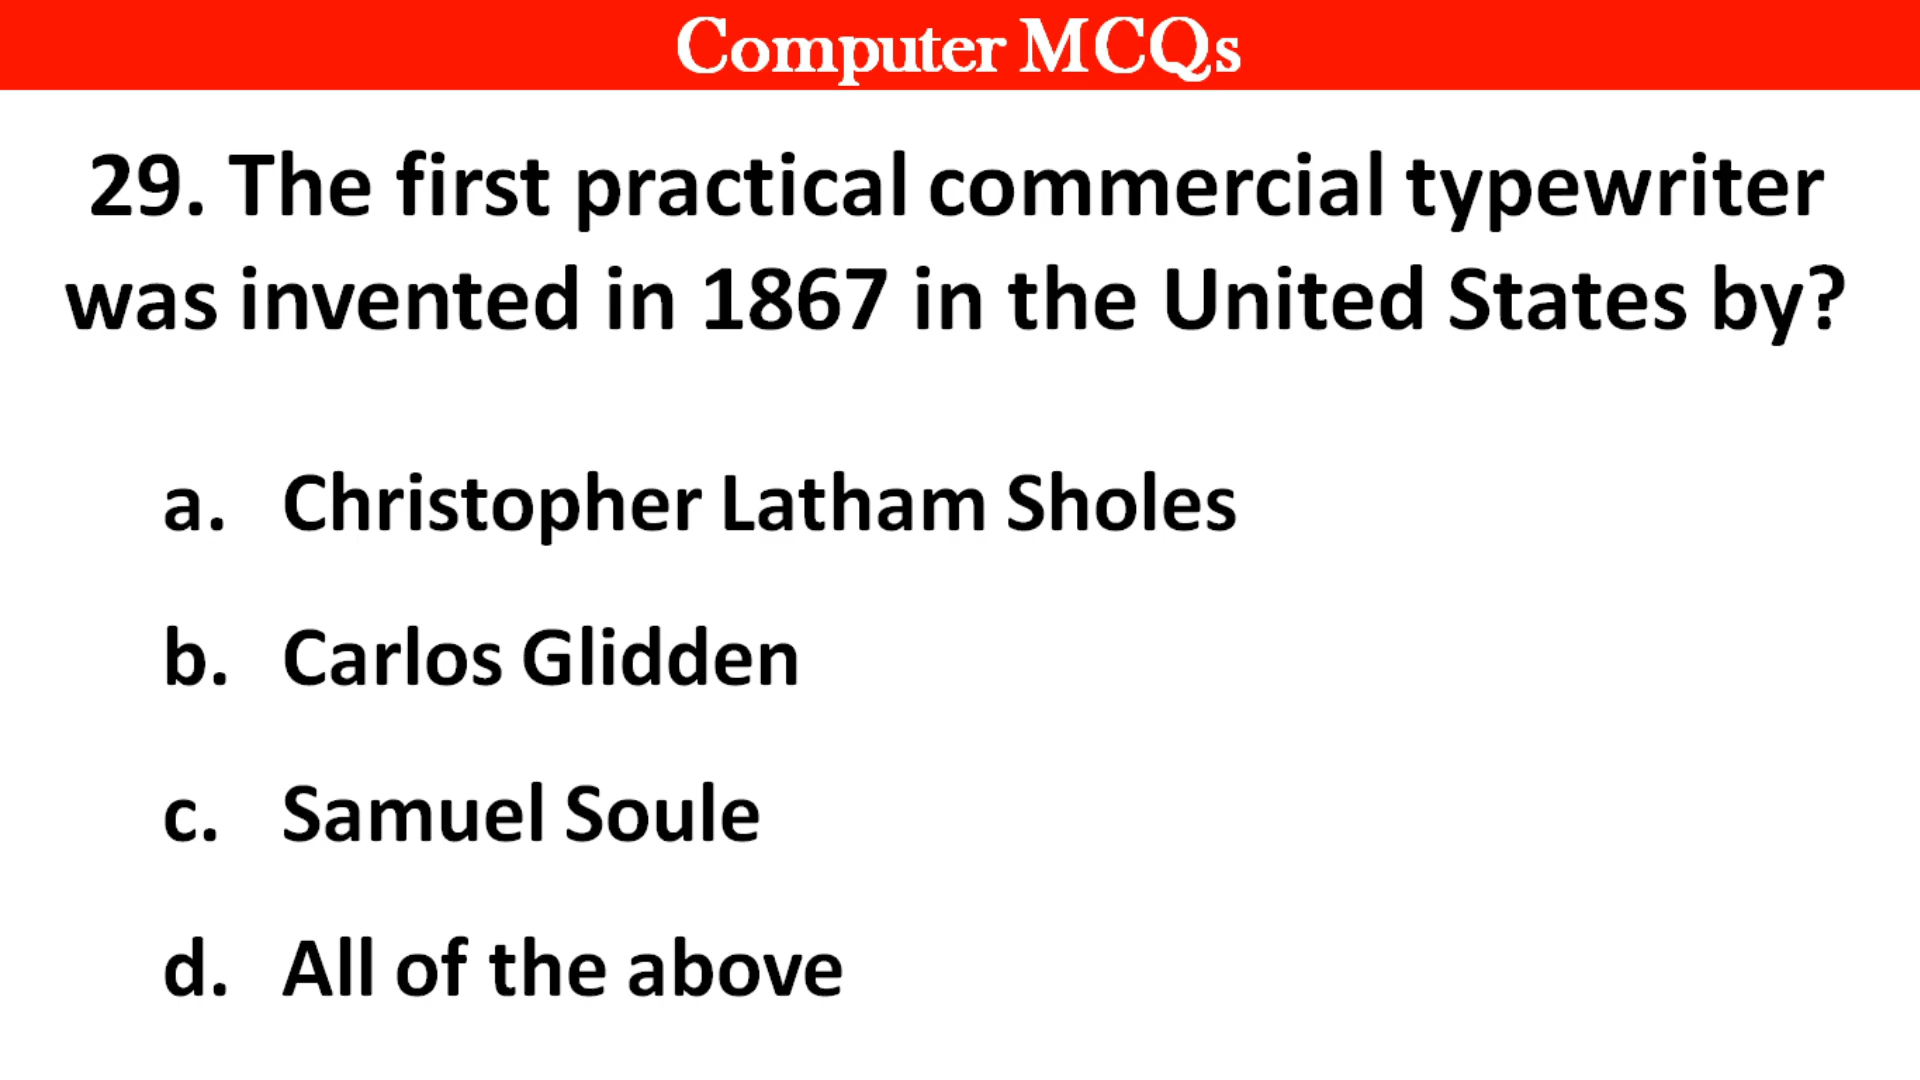 Computer MCQs
29. The first practical commercial typewriter
was invented in 1867 in the United States by?
a. Christopher Latham Sholes
b. Carlos Glidden
c. Samuel Soule
d. All of the above